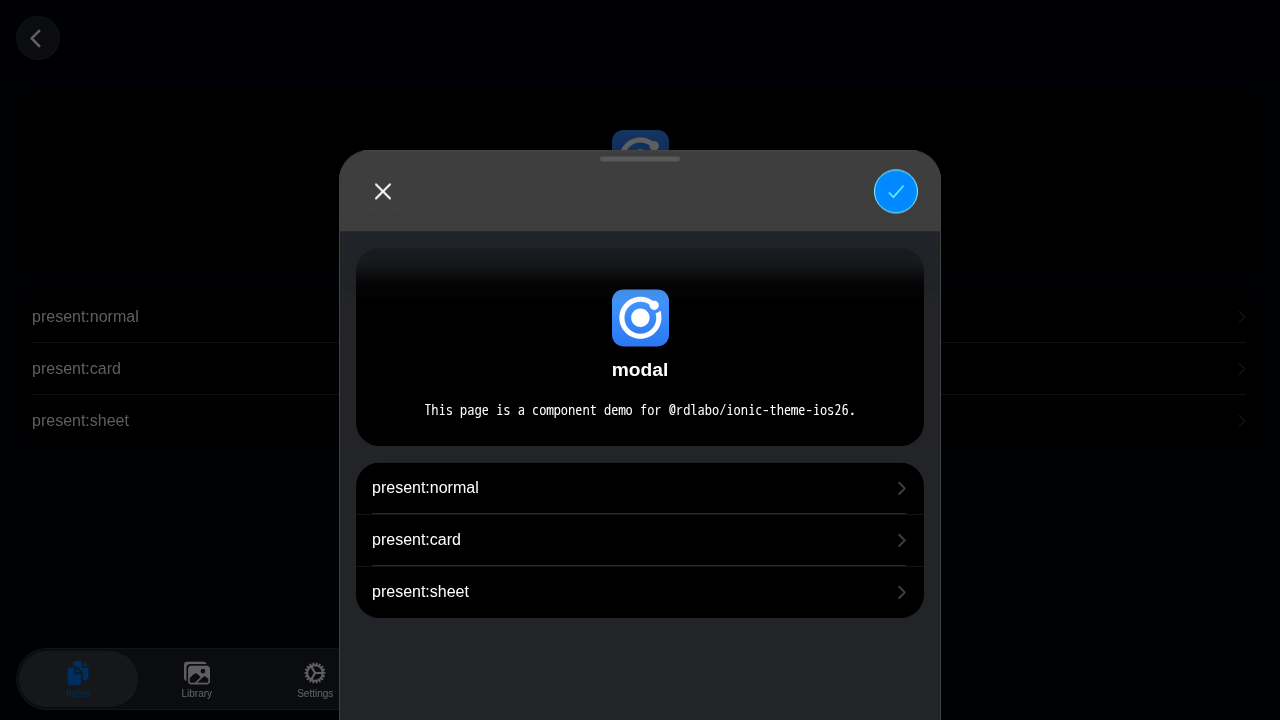 modal
This page is a component demo for @rdlabo/ionic-theme-ios26.
present:normal
present:card
present:sheet
present:normal
present:card
present:sheet
Index
Library
Settings